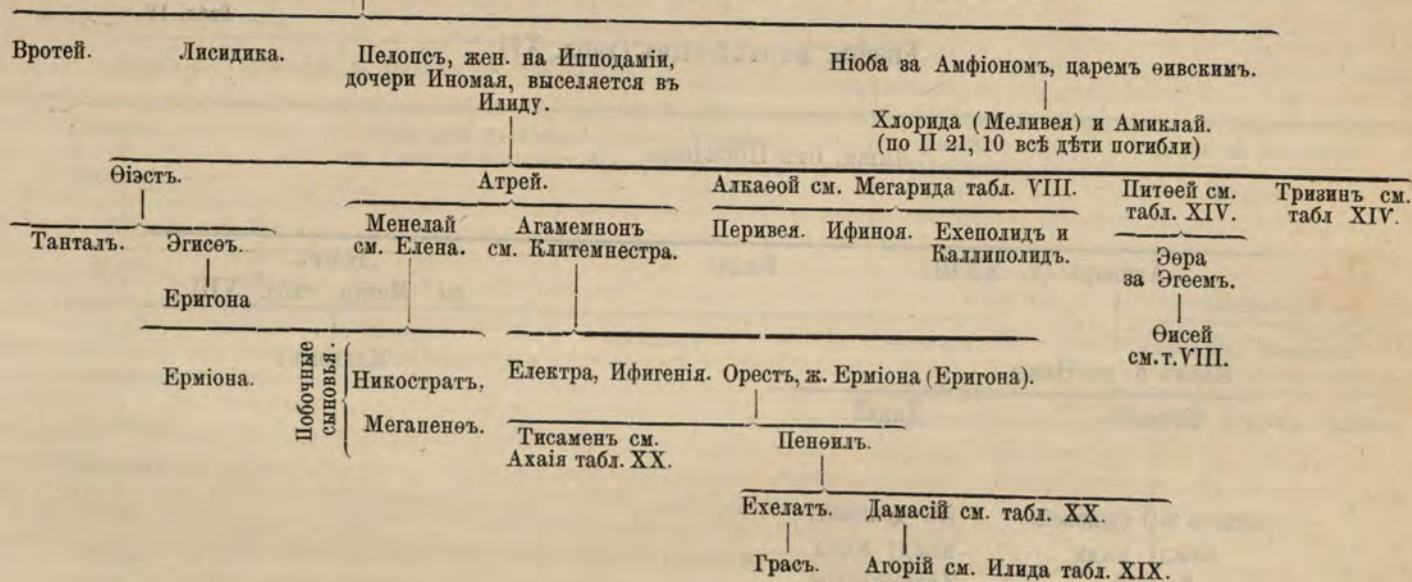 Вротей. Лисидика. Пелопсъ, жен. на Ипподаміи, Ніоба за Амфіономъ, царемъ ѳивскимъ.
дочери Иномая, выселяется въ
Илиду.
Хлорида (Меливея) и Амиклай.
(по II 21, 10 всѣ дѣти погибли)
Ѳіэстъ. Атрей. Алкаѳой см. Мегарида табл. VIII. Питѳей см. Тризинъ см.
табл. XIV. табл XIV.
Менелай Агамемнонъ
см. Елена. см. Клитемнестра.
Танталъ. Эгисѳъ. Перивея. Ифиноя. Ехеполидъ и
Каллиполидъ.
Эѳра
за Эгеемъ.
Еригона
Ѳисей
см. т. VIII.
Ерміона. Побочные сыновья. Никостратъ, Електра, Ифигенія. Орестъ, ж. Ерміона (Еригона).
Мегапенѳъ.
Тисаменъ см. Пенѳилъ.
Ахаія табл. XX.
Ехелатъ. Дамасій см. табл. XX.
Грасъ. Агорій см. Илида табл. XIX.